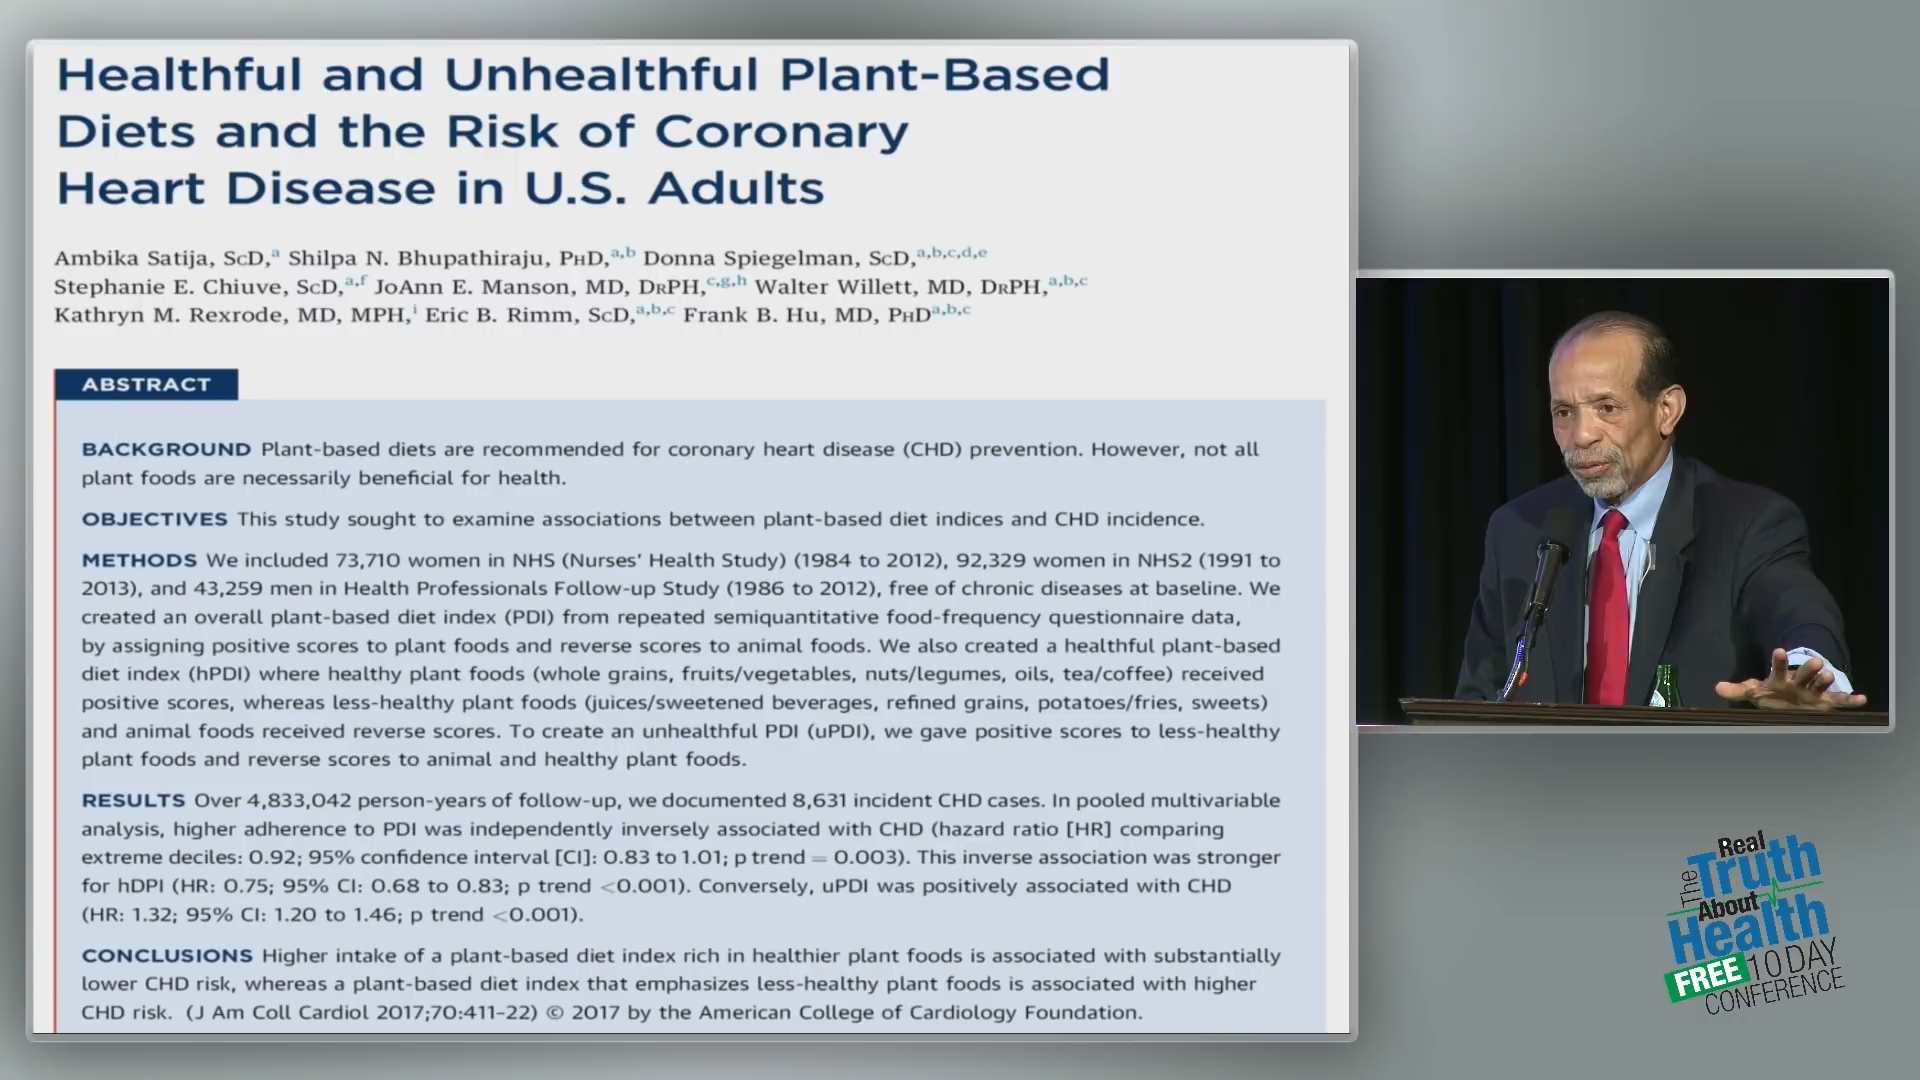 Healthful and Unhealthful Plant-Based
Diets and the Risk of Coronary
Heart Disease in U.S. Adults
Ambika Satija, ScD,a Shilpa N. Bhupathiraju, PhD,a,b Donna Spiegelman, ScD,a,b,c,d,e
Stephanie E. Chiuve, ScD,a,f JoAnn E. Manson, MD, DrPH,c,g,h Walter Willett, MD, DrPH,a,b,c
Kathryn M. Rexrode, MD, MPH,i Eric B. Rimm, ScD,a,b,c Frank B. Hu, MD, PhDa,b,c
ABSTRACT
BACKGROUND Plant-based diets are recommended for coronary heart disease (CHD) prevention. However, not all
plant foods are necessarily beneficial for health.
OBJECTIVES This study sought to examine associations between plant-based diet indices and CHD incidence.
METHODS We included 73,710 women in NHS (Nurses' Health Study) (1984 to 2012), 92,329 women in NHS2 (1991 to
2013), and 43,259 men in Health Professionals Follow-up Study (1986 to 2012), free of chronic diseases at baseline. We
created an overall plant-based diet index (PDI) from repeated semiquantitative food-frequency questionnaire data,
by assigning positive scores to plant foods and reverse scores to animal foods. We also created a healthful plant-based
diet index (hPDI) where healthy plant foods (whole grains, fruits/vegetables, nuts/legumes, oils, tea/coffee) received
positive scores, whereas less-healthy plant foods (juices/sweetened beverages, refined grains, potatoes/fries, sweets)
and animal foods received reverse scores. To create an unhealthful PDI (uPDI), we gave positive scores to less-healthy
plant foods and reverse scores to animal and healthy plant foods.
RESULTS Over 4,833,042 person-years of follow-up, we documented 8,631 incident CHD cases. In pooled multivariable
analysis, higher adherence to PDI was independently inversely associated with CHD (hazard ratio [HR] comparing
extreme deciles: 0.92; 95% confidence interval [CI]: 0.83 to 1.01; p trend = 0.003). This inverse association was stronger
for hDPI (HR: 0.75; 95% CI: 0.68 to 0.83; p trend <0.001). Conversely, uPDI was positively associated with CHD
(HR: 1.32; 95% CI: 1.20 to 1.46; p trend <0.001).
CONCLUSIONS Higher intake of a plant-based diet index rich in healthier plant foods is associated with substantially
lower CHD risk, whereas a plant-based diet index that emphasizes less-healthy plant foods is associated with higher
CHD risk. (J Am Coll Cardiol 2017;70:411–22) © 2017 by the American College of Cardiology Foundation.
The Real
Truth
About
Health
FREE 10 DAY
CONFERENCE